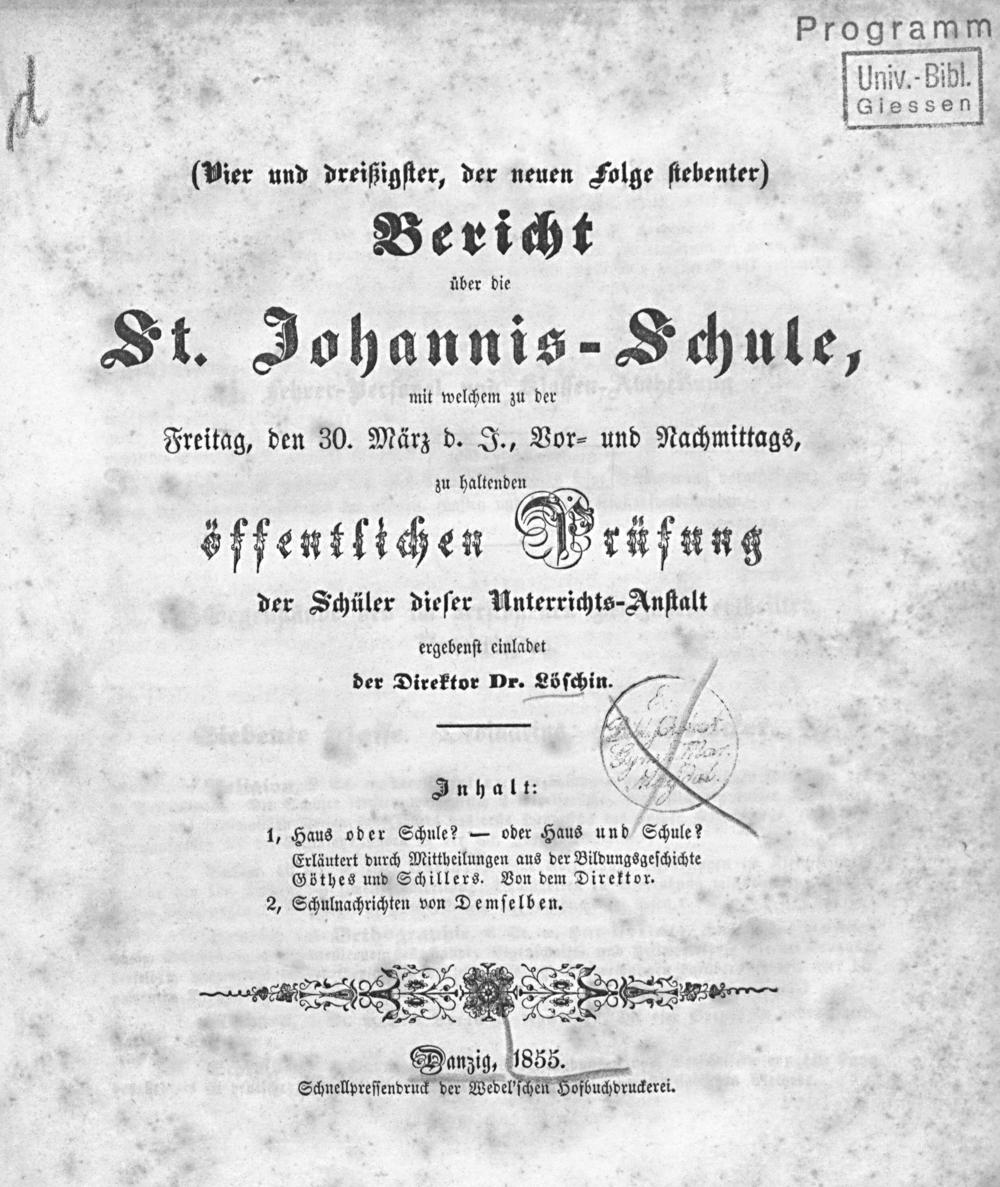 Programm
Univ.-Bibl.
Giessen
d
(Vier und dreißigster, der neuen Folge siebenter)
Bericht
über die
St. Johannis-Schule,
mit welchem zu der
Freitag, den 30. März d. J., Vor- und Nachmittags,
zu haltenden
öffentlichen Prüfung
der Schüler dieser Unterrichts-Anstalt
ergebenst einladet
der Direktor Dr. Löschin.
Inhalt:
1, Haus oder Schule? — oder Haus und Schule?
Erläutert durch Mittheilungen aus der Bildungsgeschichte
Göthes und Schillers. Von dem Direktor.
2, Schulnachrichten von Demselben.
Danzig, 1855.
Schnellpressendruck der Wedel'schen Hofbuchdruckerei.